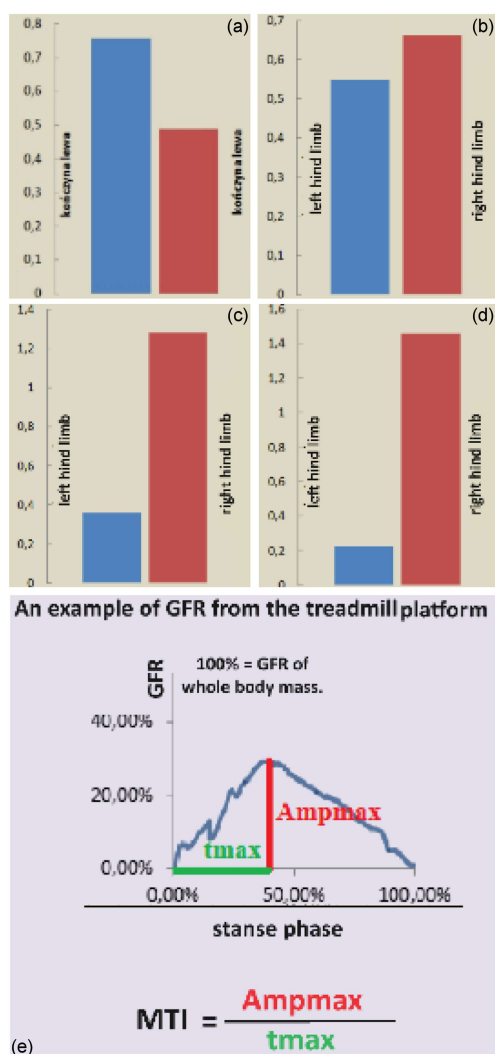 (a)
0,8
0,7
0,6
0,5
0,4
0,3
0,2
0,1
0
kończyna lewa
kończyna lewa
(b)
0,7
0,6
0,5
0,4
0,3
0,2
0,1
0
left hind limb
right hind limb
(c)
1,4
1,2
1
0,8
0,6
0,4
0,2
0
left hind limb
right hind limb
(d)
1,6
1,4
1,2
1
0,8
0,6
0,4
0,2
0
left hind limb
right hind limb
An example of GFR from the treadmill platform
GFR
100% = GFR of
whole body mass.
40,00%
20,00%
0,00%
Ampmax
tmax
0,00%
50,00%
100,00%
stanse phase
MTI = Ampmax
tmax
(e)